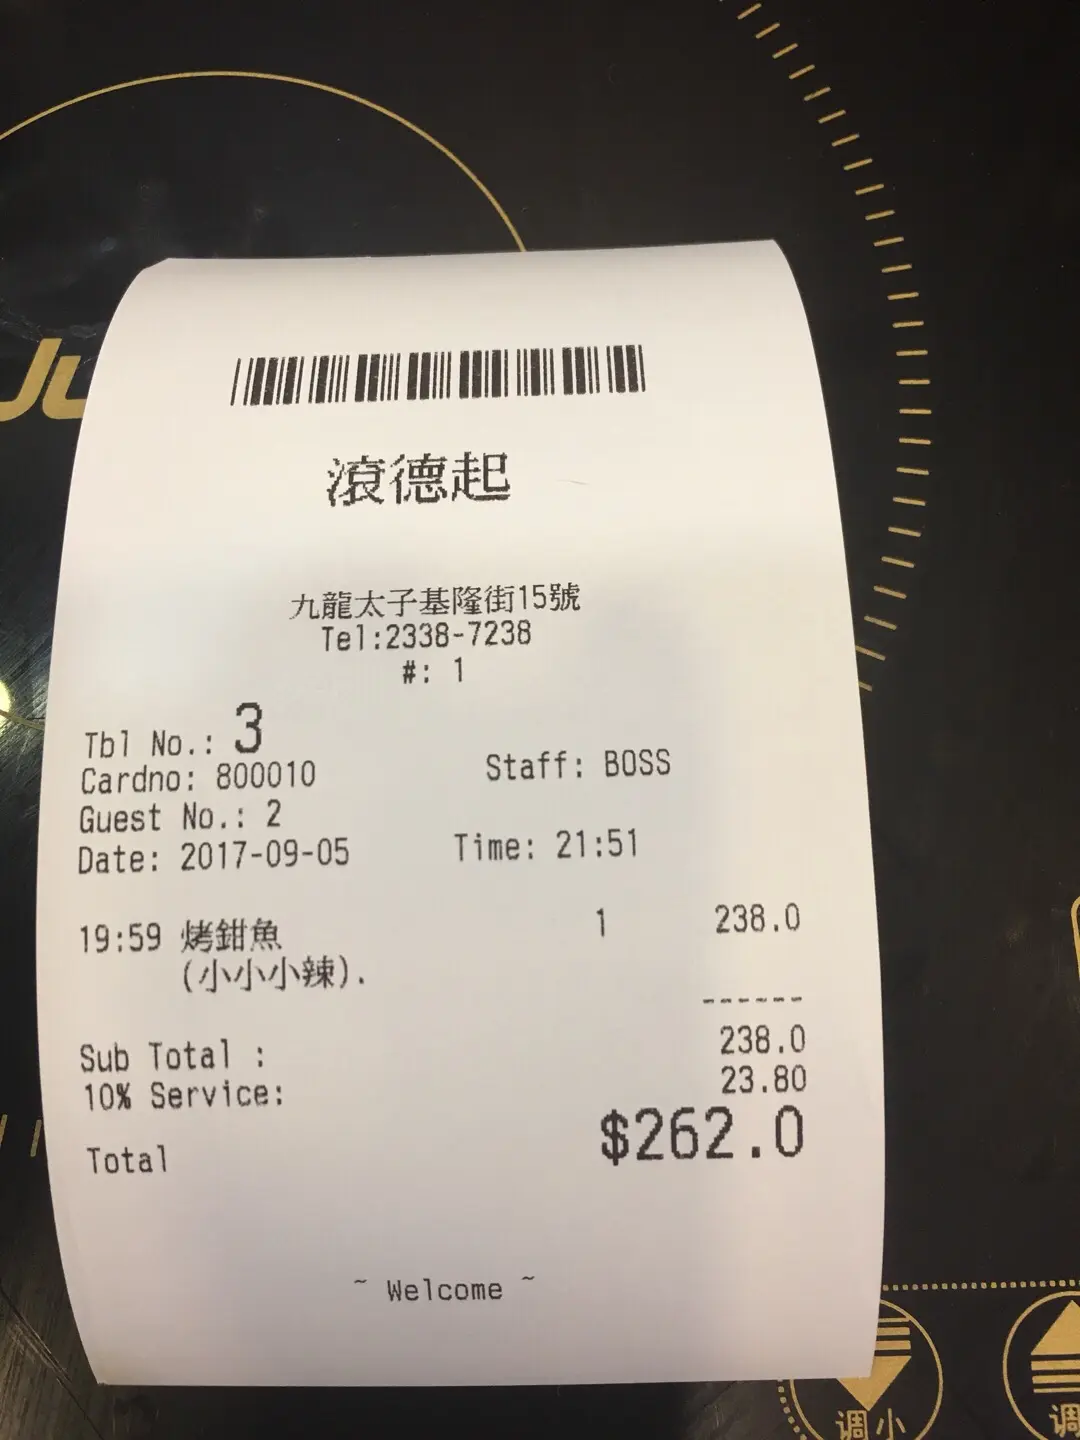 Ju
滾德起
九龍太子基隆街15號
Tel:2338-7238
#: 1
Tbl No.: 3
Cardno: 800010 Staff: BOSS
Guest No.: 2
Date: 2017-09-05 Time: 21:51
19:59 烤鉗魚 1 238.0
(小小小辣).
------
Sub Total : 238.0
10% Service: 23.80
Total $262.0
~ Welcome ~
调小 调